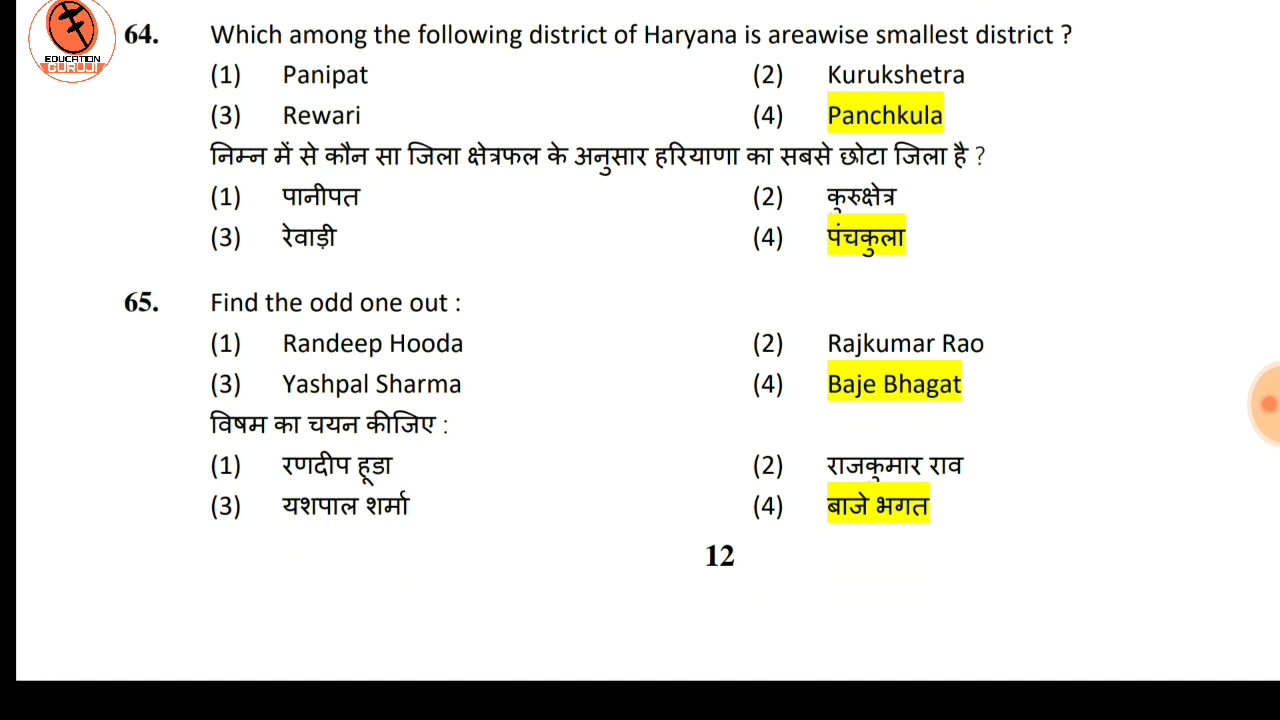 EDUCATION
GURUJI
64. Which among the following district of Haryana is areawise smallest district ?
(1) Panipat (2) Kurukshetra
(3) Rewari (4) Panchkula
निम्न में से कौन सा जिला क्षेत्रफल के अनुसार हरियाणा का सबसे छोटा जिला है ?
(1) पानीपत (2) कुरुक्षेत्र
(3) रेवाड़ी (4) पंचकुला
65. Find the odd one out :
(1) Randeep Hooda (2) Rajkumar Rao
(3) Yashpal Sharma (4) Baje Bhagat
विषम का चयन कीजिए :
(1) रणदीप हूडा (2) राजकुमार राव
(3) यशपाल शर्मा (4) बाजे भगत
12